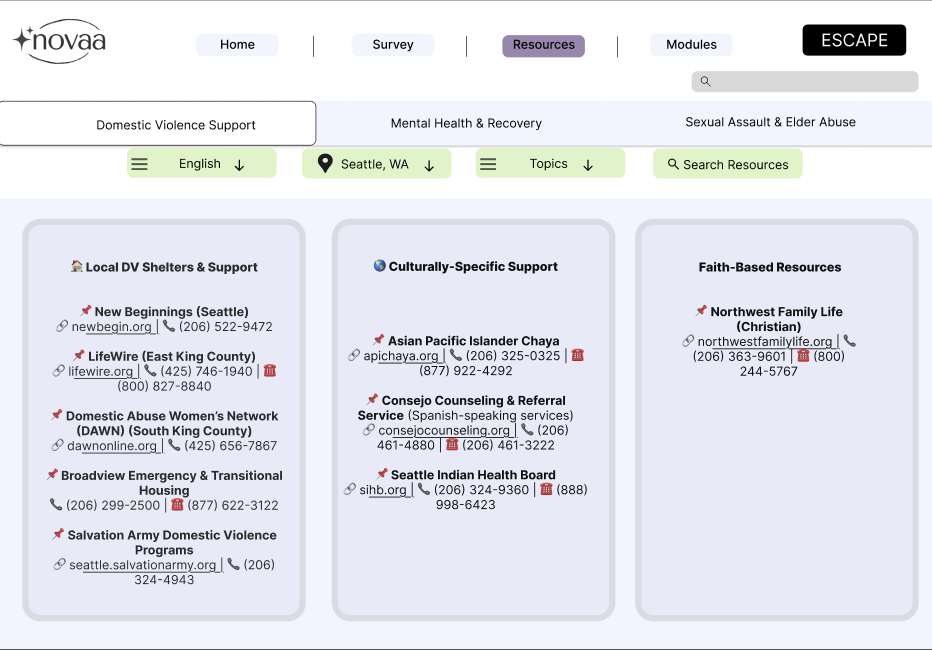 novaa
Home | Survey | Resources | Modules
ESCAPE
Domestic Violence Support
Mental Health & Recovery
Sexual Assault & Elder Abuse
English ↓
Seattle, WA ↓
Topics ↓
Search Resources
🏠 Local DV Shelters & Support
📌 New Beginnings (Seattle)
🔗 newbegin.org | 📞 (206) 522-9472
📌 LifeWire (East King County)
🔗 lifewire.org | 📞 (425) 746-1940 | ☎️
(800) 827-8840
📌 Domestic Abuse Women’s Network
(DAWN) (South King County)
🔗 dawnonline.org | 📞 (425) 656-7867
📌 Broadview Emergency & Transitional
Housing
📞 (206) 299-2500 | ☎️ (877) 622-3122
📌 Salvation Army Domestic Violence
Programs
🔗 seattle.salvationarmy.org | 📞 (206)
324-4943
🌎 Culturally-Specific Support
📌 Asian Pacific Islander Chaya
🔗 apichaya.org | 📞 (206) 325-0325 | ☎️
(877) 922-4292
📌 Consejo Counseling & Referral
Service (Spanish-speaking services)
🔗 consejocounseling.org | 📞 (206)
461-4880 | ☎️ (206) 461-3222
📌 Seattle Indian Health Board
🔗 sihb.org | 📞 (206) 324-9360 | ☎️ (888)
998-6423
Faith-Based Resources
📌 Northwest Family Life
(Christian)
🔗 northwestfamilylife.org | 📞
(206) 363-9601 | ☎️ (800)
244-5767